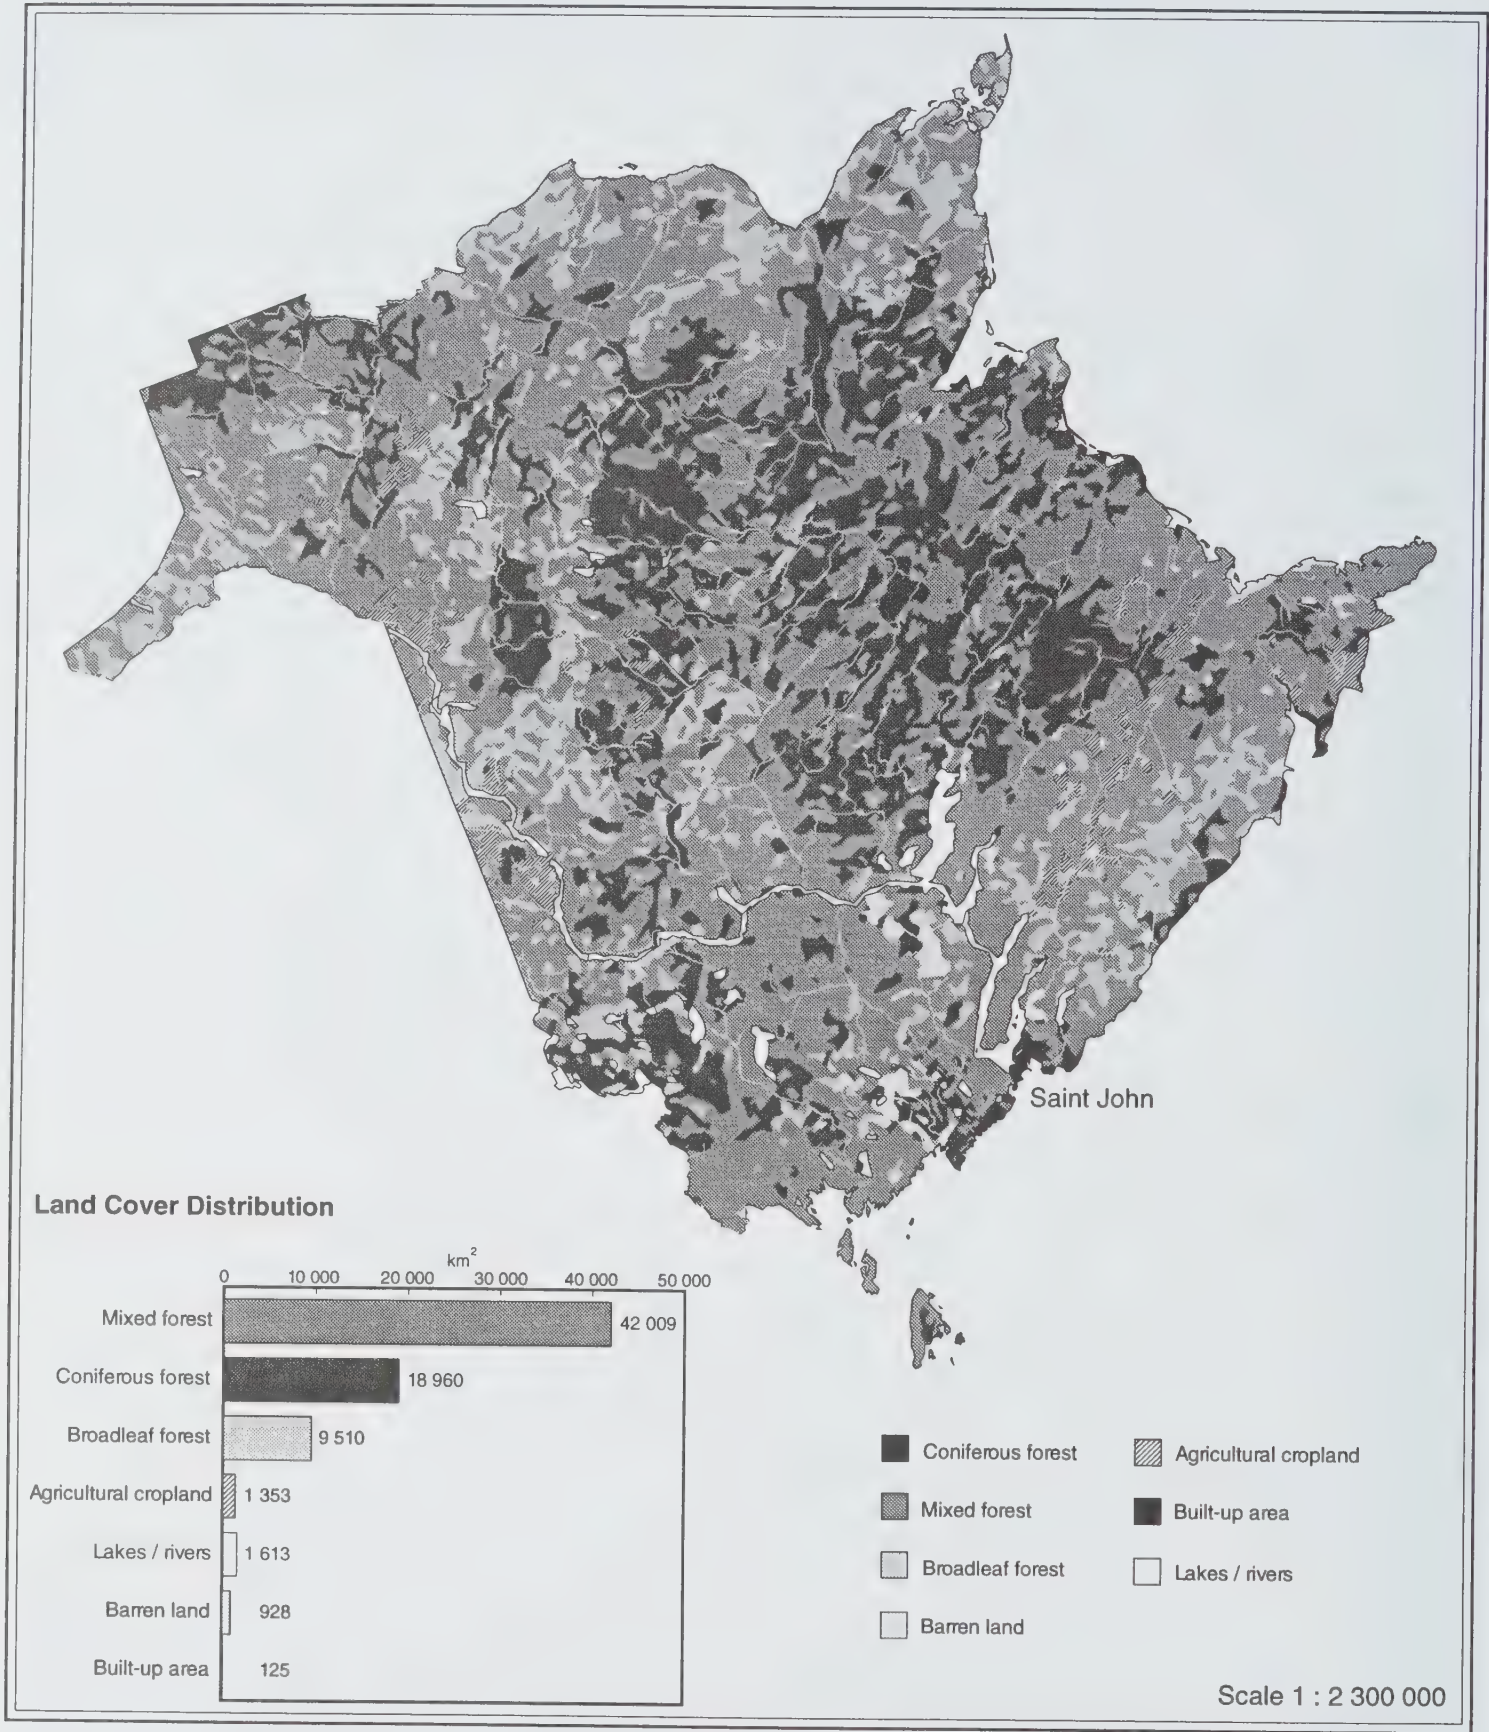 Saint John
Land Cover Distribution
km²
0 10 000 20 000 30 000 40 000 50 000
Mixed forest 42 009
Coniferous forest 18 960
Broadleaf forest 9 510
Agricultural cropland 1 353
Lakes / rivers 1 613
Barren land 928
Built-up area 125
Coniferous forest
Mixed forest
Broadleaf forest
Barren land
Agricultural cropland
Built-up area
Lakes / rivers
Scale 1 : 2 300 000